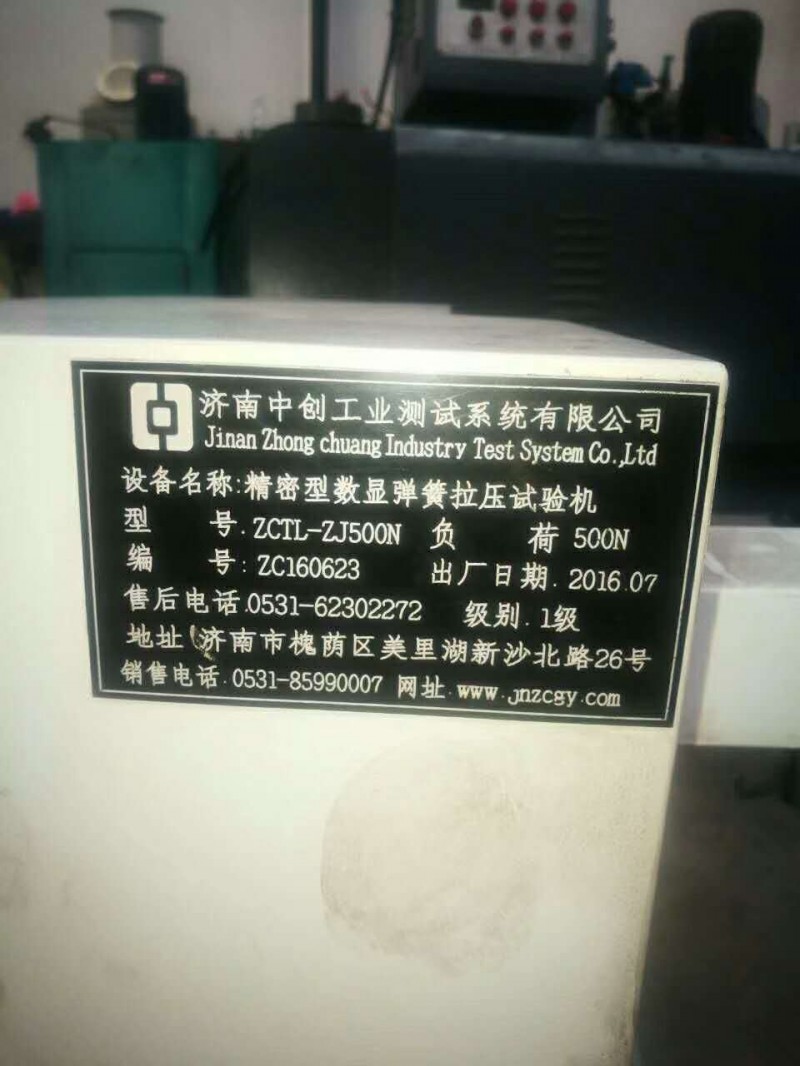 济南中创工业测试系统有限公司
Jinan Zhong chuang Industry Test System Co.,Ltd
设备名称:精密型数显弹簧拉压试验机
型 号.ZCTL-ZJ500N 负 荷 500N
编 号:ZC160623 出厂日期.2016.07
售后电话.0531-62302272 级别.1级
地址 济南市槐荫区美里湖新沙北路26号
销售电话.0531-85990007 网址.www.jnzcgy.com